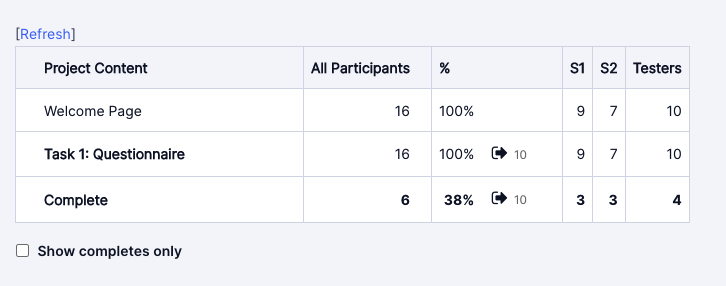 [Refresh]
Project Content All Participants % S1 S2 Testers
Welcome Page 16 100% 9 7 10
Task 1: Questionnaire 16 100% 10 9 7 10
Complete 6 38% 10 3 3 4
Show completes only